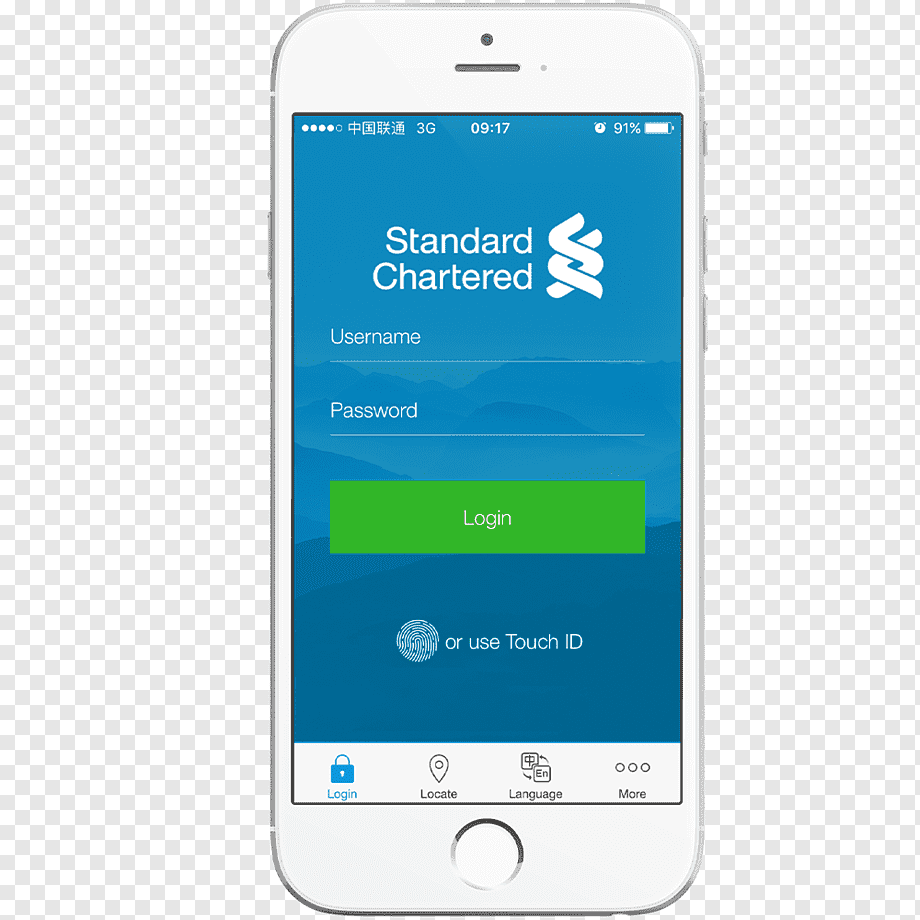 中国联通 3G 09:17 91%
Standard
Chartered
Username
Password
Login
or use Touch ID
中 En
Login Locate Language More